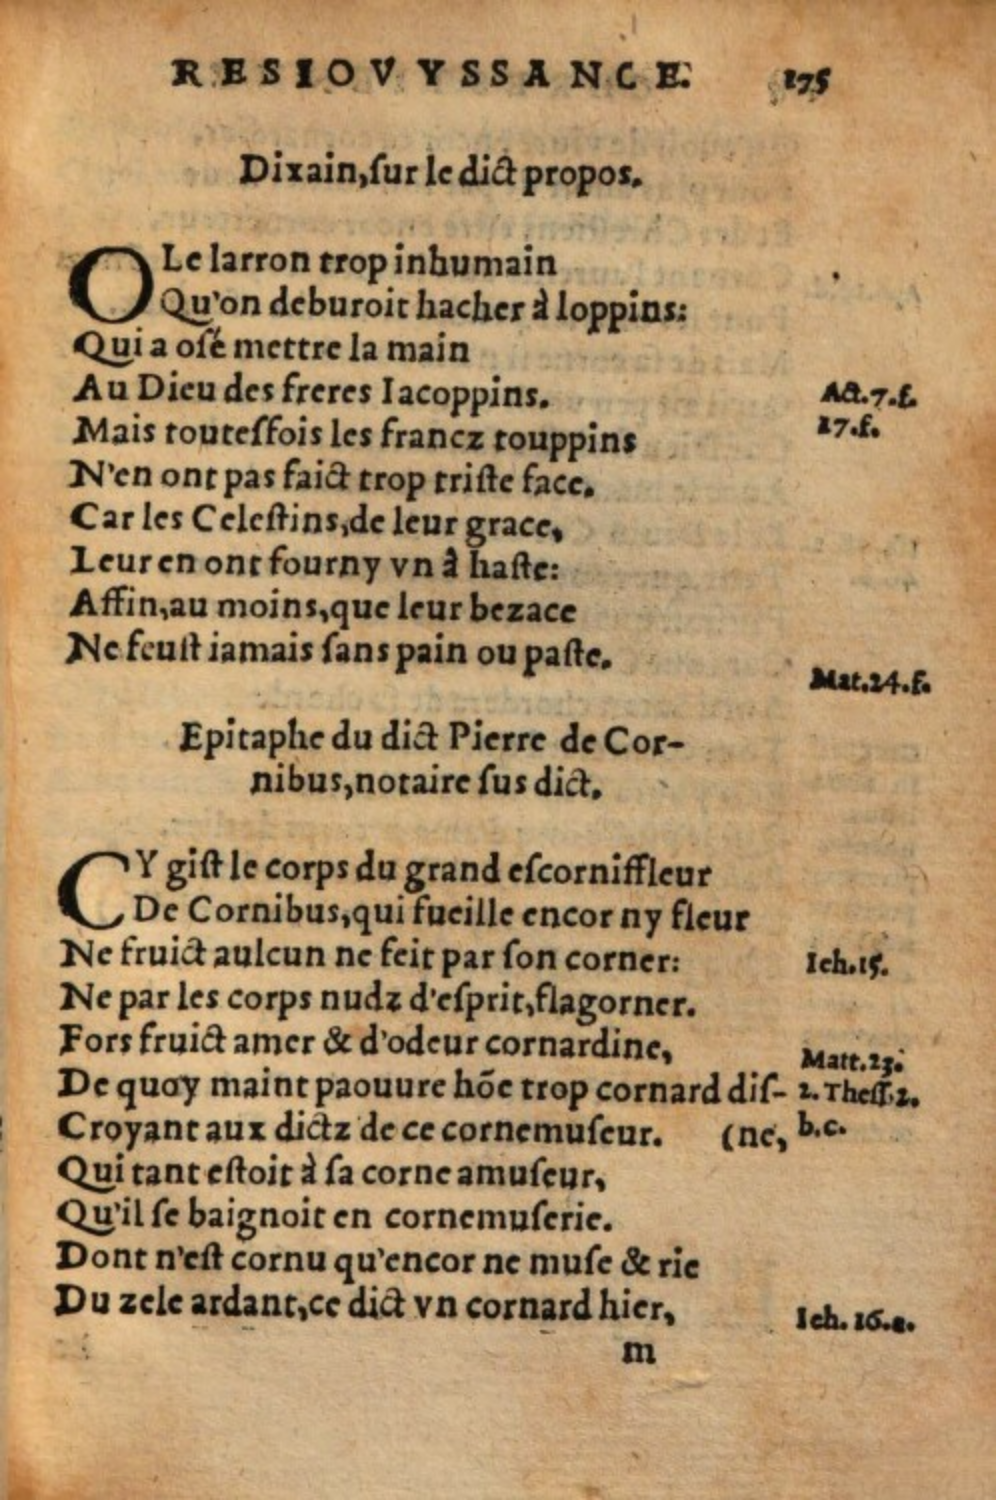 RESIOVYSSANCE. 175
Dixain,ſur le dict propos.
O Le larron trop inhumain
Qu'on deburoit hacher à loppins:
Qui a oſé mettre la main
Au Dieu des freres Iacoppins.
Act.7.f.
Mais touteſfois les francz touppins
17.f.
N'en ont pas faict trop triſte face.
Car les Celeſtins,de leur grace,
Leur en ont fourny vn â haſte:
Affin,au moins,que leur bezace
Ne feuſt iamais ſans pain ou paſte.
Mat.24.f.
Epitaphe du dict Pierre de Cor-
nibus,notaire ſus dict.
CY giſt le corps du grand eſcorniffleur
De Cornibus,qui fueille encor ny fleur
Ne fruict aulcun ne feit par ſon corner:
Ieh.15.
Ne par les corps nudz d'eſprit,flagorner.
Fors fruict amer & d'odeur cornardine,
Matt.23.
De quoy maint paouure hõe trop cornard diſ-
2. Theſſ.2.
Croyant aux dictz de ce cornemuſeur. (ne,
b.c.
Qui tant eſtoit à ſa corne amuſeur,
Qu'il ſe baignoit en cornemuſerie.
Dont n'eſt cornu qu'encor ne muſe & rie
Du zele ardant,ce dict vn cornard hier,
Ieh. 16.a.
m